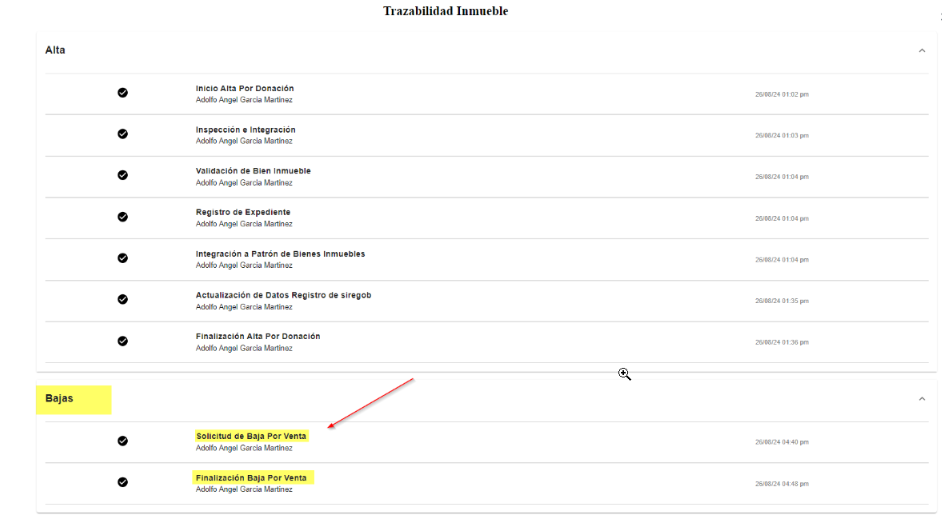 Trazabilidad Inmueble
Alta
Inicio Alta Por Donación
Adolfo Angel Garcia Martinez
26/08/24 01:02 pm
Inspección e Integración
Adolfo Angel Garcia Martinez
26/08/24 01:03 pm
Validación de Bien Inmueble
Adolfo Angel Garcia Martinez
26/08/24 01:04 pm
Registro de Expediente
Adolfo Angel Garcia Martinez
26/08/24 01:04 pm
Integración a Patrón de Bienes Inmuebles
Adolfo Angel Garcia Martinez
26/08/24 01:04 pm
Actualización de Datos Registro de siregob
Adolfo Angel Garcia Martinez
26/08/24 01:35 pm
Finalización Alta Por Donación
Adolfo Angel Garcia Martinez
26/08/24 01:36 pm
Bajas
Solicitud de Baja Por Venta
Adolfo Angel Garcia Martinez
26/08/24 04:40 pm
Finalización Baja Por Venta
Adolfo Angel Garcia Martinez
26/08/24 04:48 pm